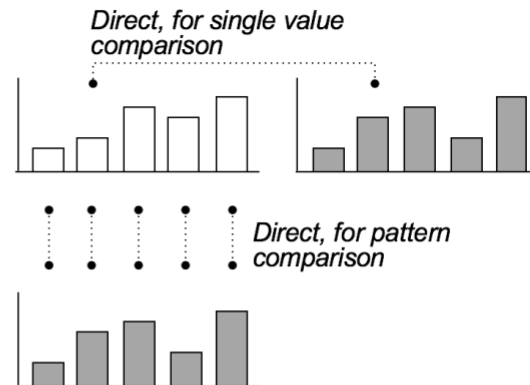 Direct, for single value
comparison
Direct, for pattern
comparison